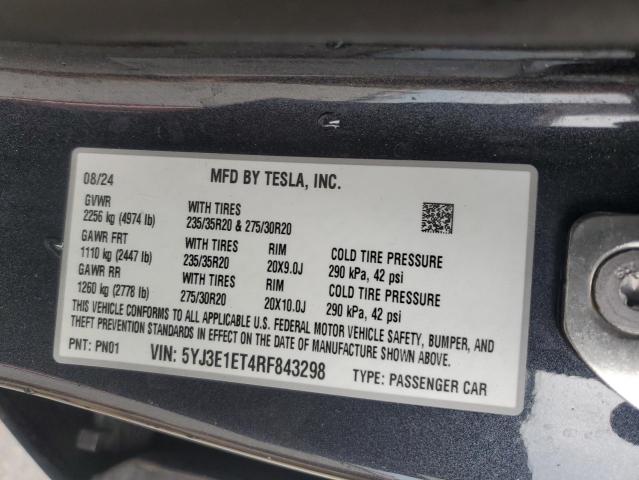 08/24 MFD BY TESLA, INC.
GVWR WITH TIRES
2256 kg (4974 lb) 235/35R20 & 275/30R20
GAWR FRT WITH TIRES RIM COLD TIRE PRESSURE
1110 kg (2447 lb) 235/35R20 20X9.0J 290 kPa, 42 psi
GAWR RR WITH TIRES RIM COLD TIRE PRESSURE
1260 kg (2778 lb) 275/30R20 20X10.0J 290 kPa, 42 psi
THIS VEHICLE CONFORMS TO ALL APPLICABLE U.S. FEDERAL MOTOR VEHICLE SAFETY, BUMPER, AND
THEFT PREVENTION STANDARDS IN EFFECT ON THE DATE OF MANUFACTURE SHOWN ABOVE.
PNT: PN01 VIN: 5YJ3E1ET4RF843298 TYPE: PASSENGER CAR